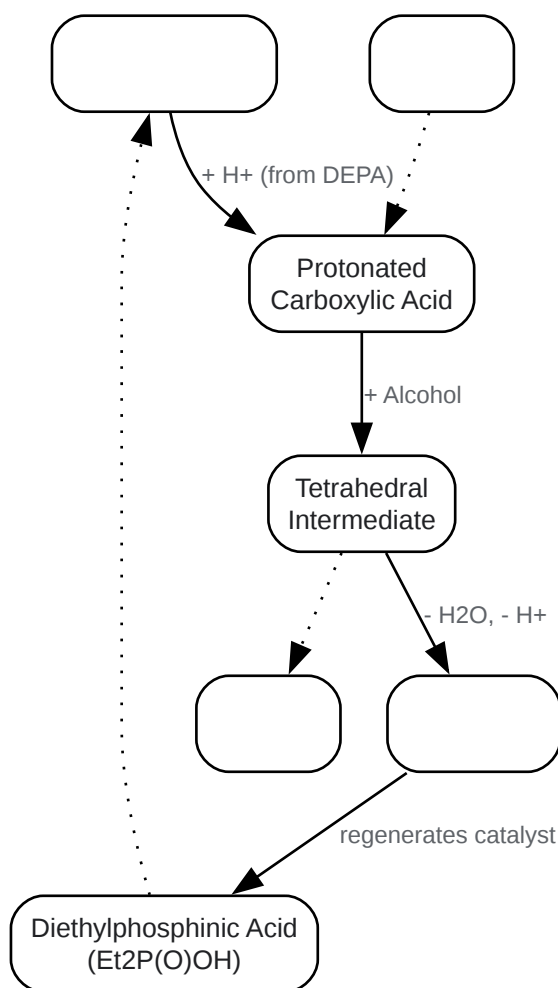 + H+ (from DEPA)
Protonated
Carboxylic Acid
+ Alcohol
Tetrahedral
Intermediate
- H2O, - H+
regenerates catalyst
Diethylphosphinic Acid
(Et2P(O)OH)